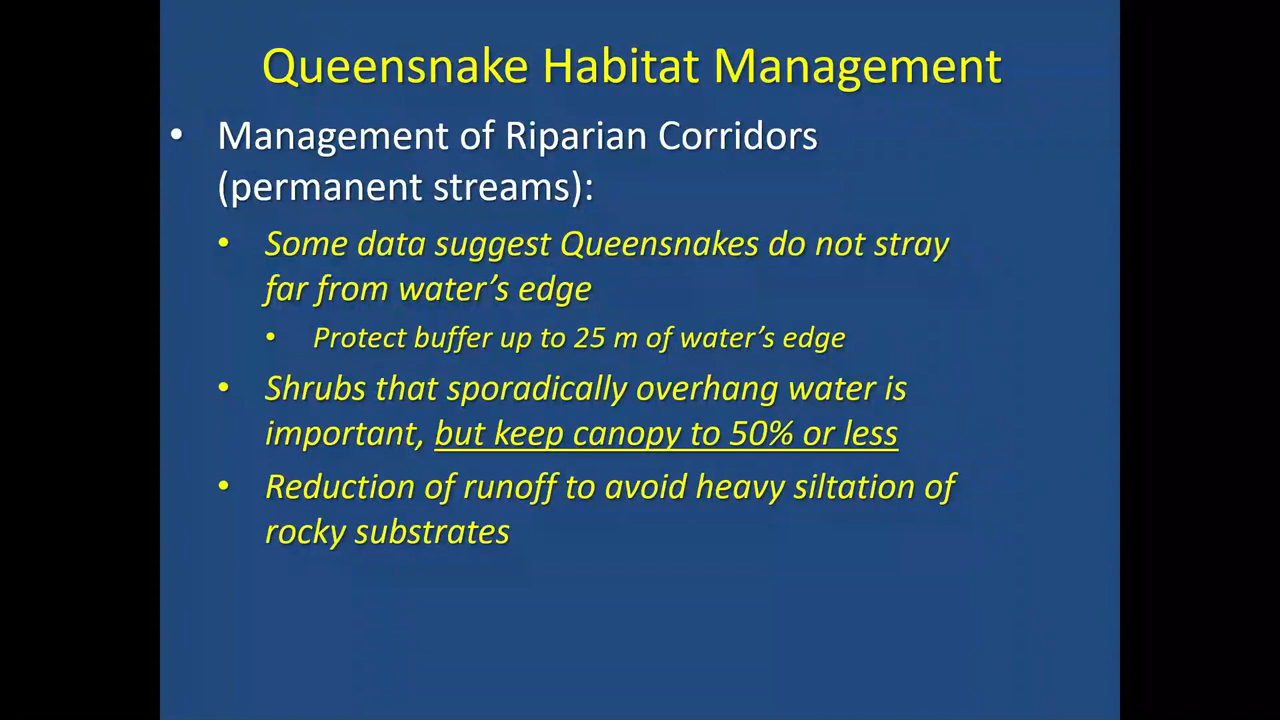 Queensnake Habitat Management
• Management of Riparian Corridors
(permanent streams):
• Some data suggest Queensnakes do not stray
far from water’s edge
• Protect buffer up to 25 m of water’s edge
• Shrubs that sporadically overhang water is
important, but keep canopy to 50% or less
• Reduction of runoff to avoid heavy siltation of
rocky substrates